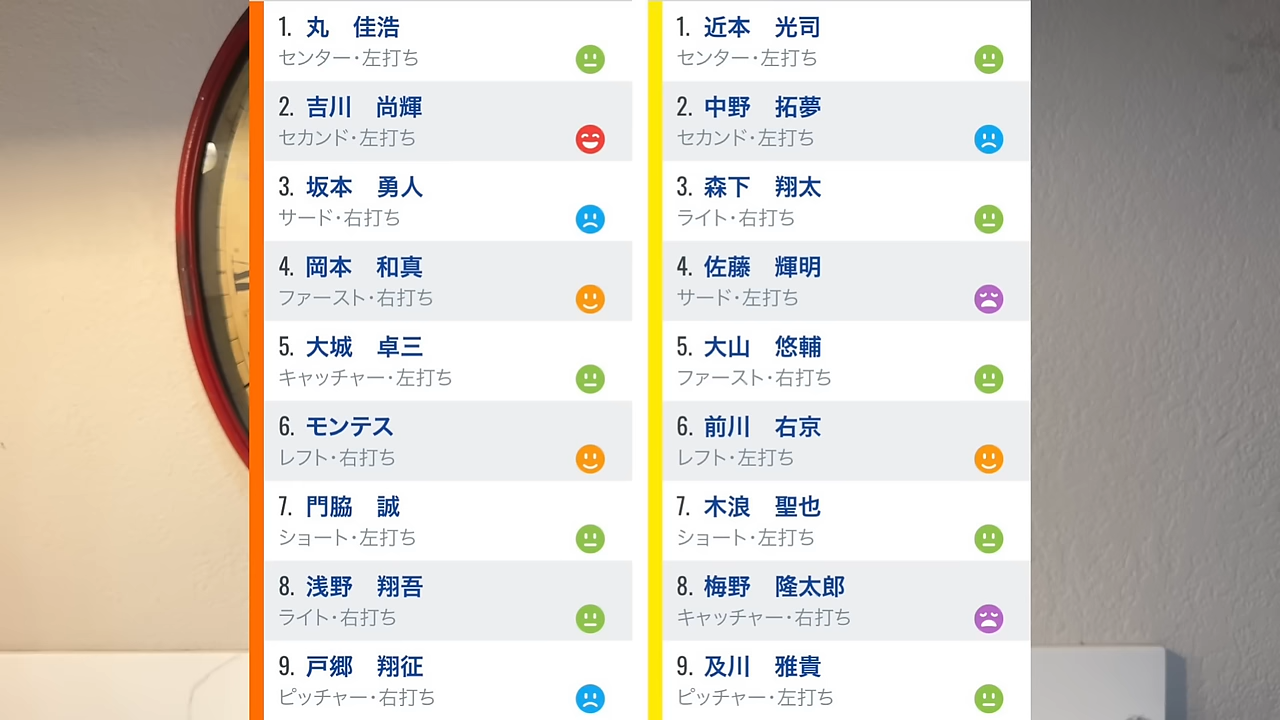 1. 丸　佳浩
センター・左打ち
2. 吉川　尚輝
セカンド・左打ち
3. 坂本　勇人
サード・右打ち
4. 岡本　和真
ファースト・右打ち
5. 大城　卓三
キャッチャー・左打ち
6. モンテス
レフト・右打ち
7. 門脇　誠
ショート・左打ち
8. 浅野　翔吾
ライト・右打ち
9. 戸郷　翔征
ピッチャー・右打ち
1. 近本　光司
センター・左打ち
2. 中野　拓夢
セカンド・左打ち
3. 森下　翔太
ライト・右打ち
4. 佐藤　輝明
サード・左打ち
5. 大山　悠輔
ファースト・右打ち
6. 前川　右京
レフト・左打ち
7. 木浪　聖也
ショート・左打ち
8. 梅野　隆太郎
キャッチャー・右打ち
9. 及川　雅貴
ピッチャー・左打ち